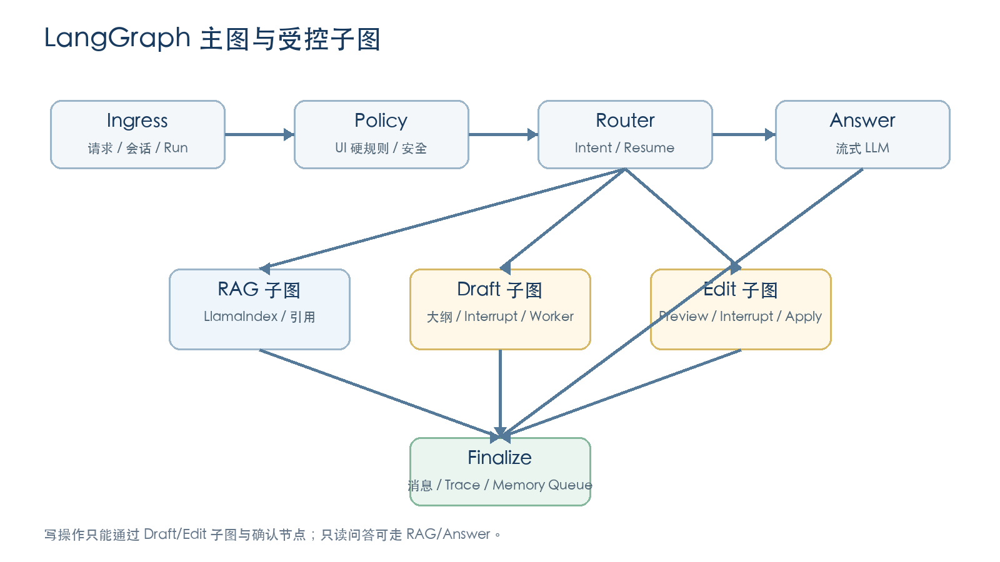 LangGraph 主图与受控子图
Ingress
请求 / 会话 / Run
Policy
UI 硬规则 / 安全
Router
Intent / Resume
Answer
流式 LLM
RAG 子图
LlamaIndex / 引用
Draft 子图
大纲 / Interrupt / Worker
Edit 子图
Preview / Interrupt / Apply
Finalize
消息 / Trace / Memory Queue
写操作只能通过 Draft/Edit 子图与确认节点；只读问答可走 RAG/Answer。